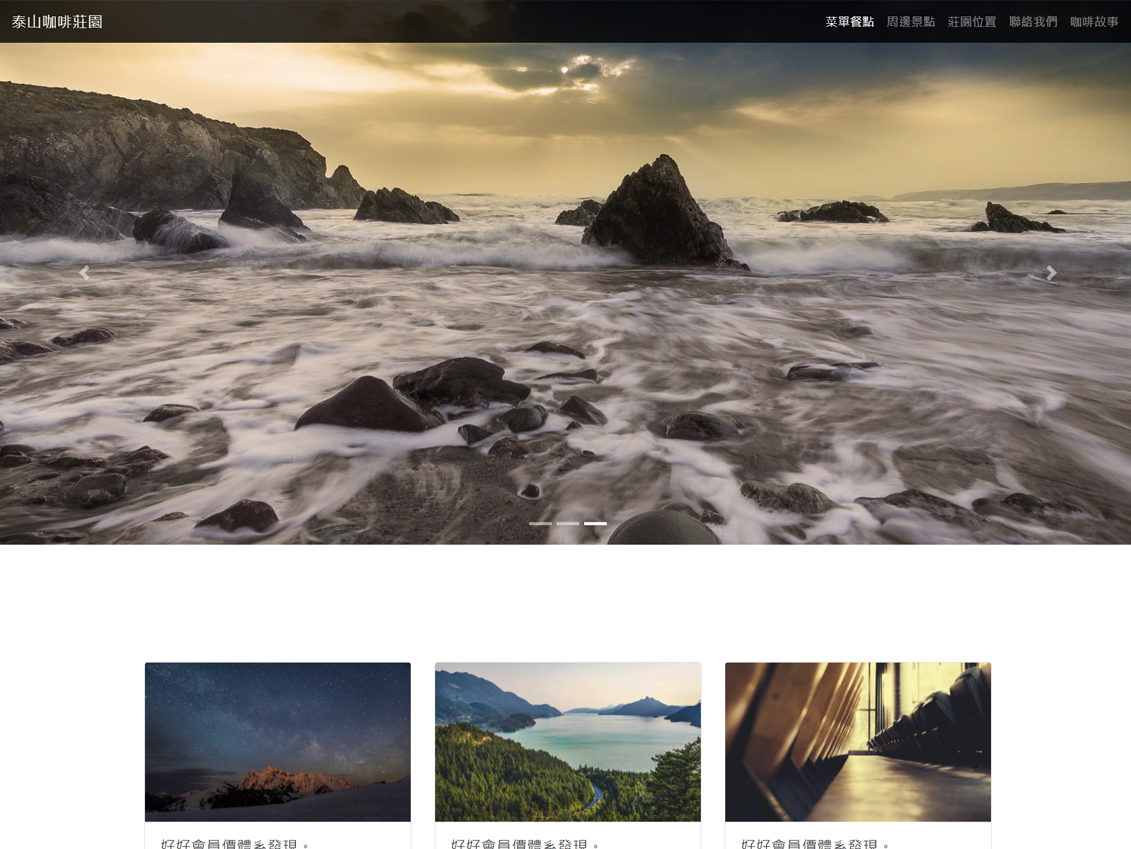 泰山咖啡莊園
菜單餐點 周邊景點 莊園位置 聯絡我們 咖啡故事
好好會員價體系發現。 好好會員價體系發現。 好好會員價體系發現。